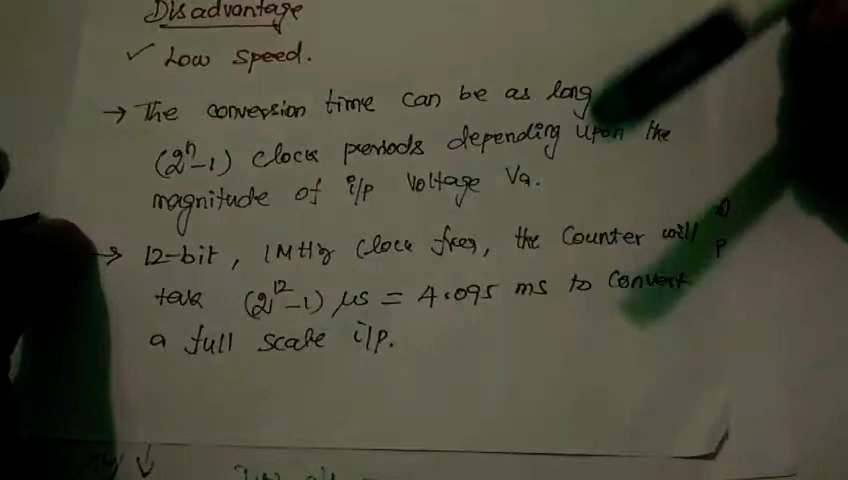 Disadvantage
✓ Low speed.
→ The conversion time can be as long
(2ⁿ-1) clock periods depending upon the
magnitude of i/p voltage Va.
→ 12-bit, 1MHz clock freq, the counter will
take (2¹²-1) μs = 4.095 ms to convert
a full scale i/p.